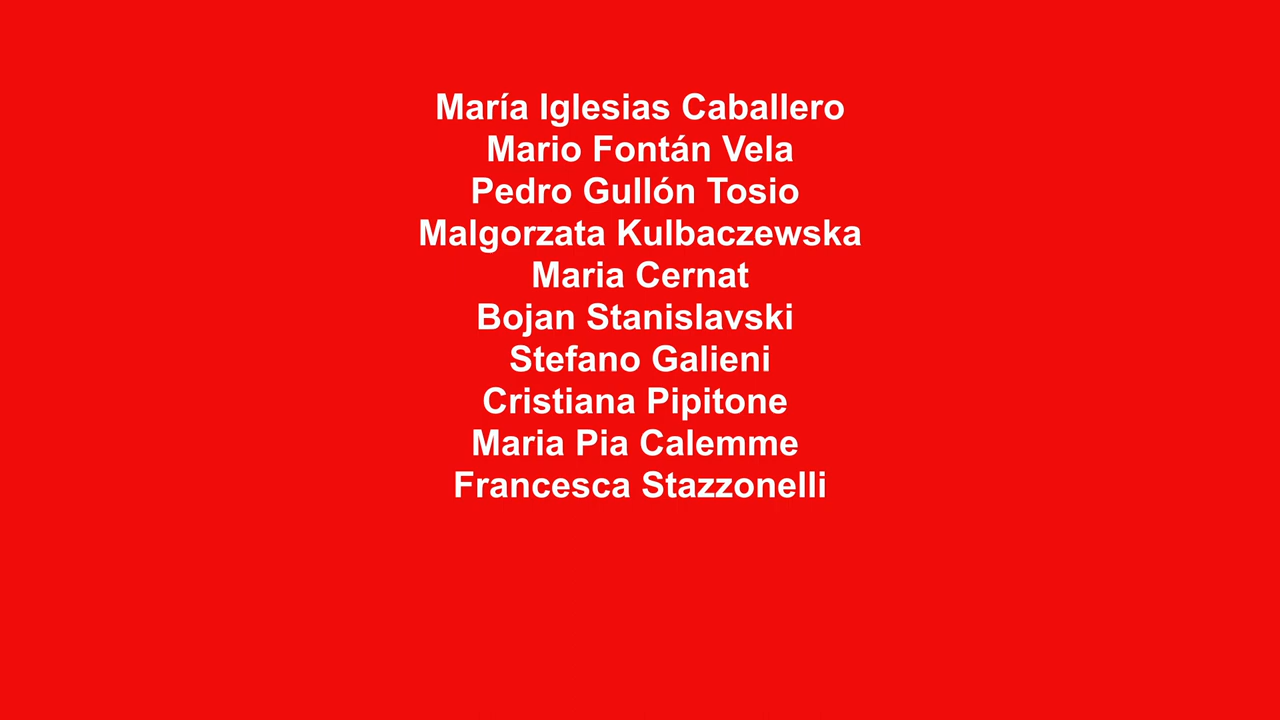 María Iglesias Caballero
Mario Fontán Vela
Pedro Gullón Tosio
Malgorzata Kulbaczewska
Maria Cernat
Bojan Stanislavski
Stefano Galieni
Cristiana Pipitone
Maria Pia Calemme
Francesca Stazzonelli